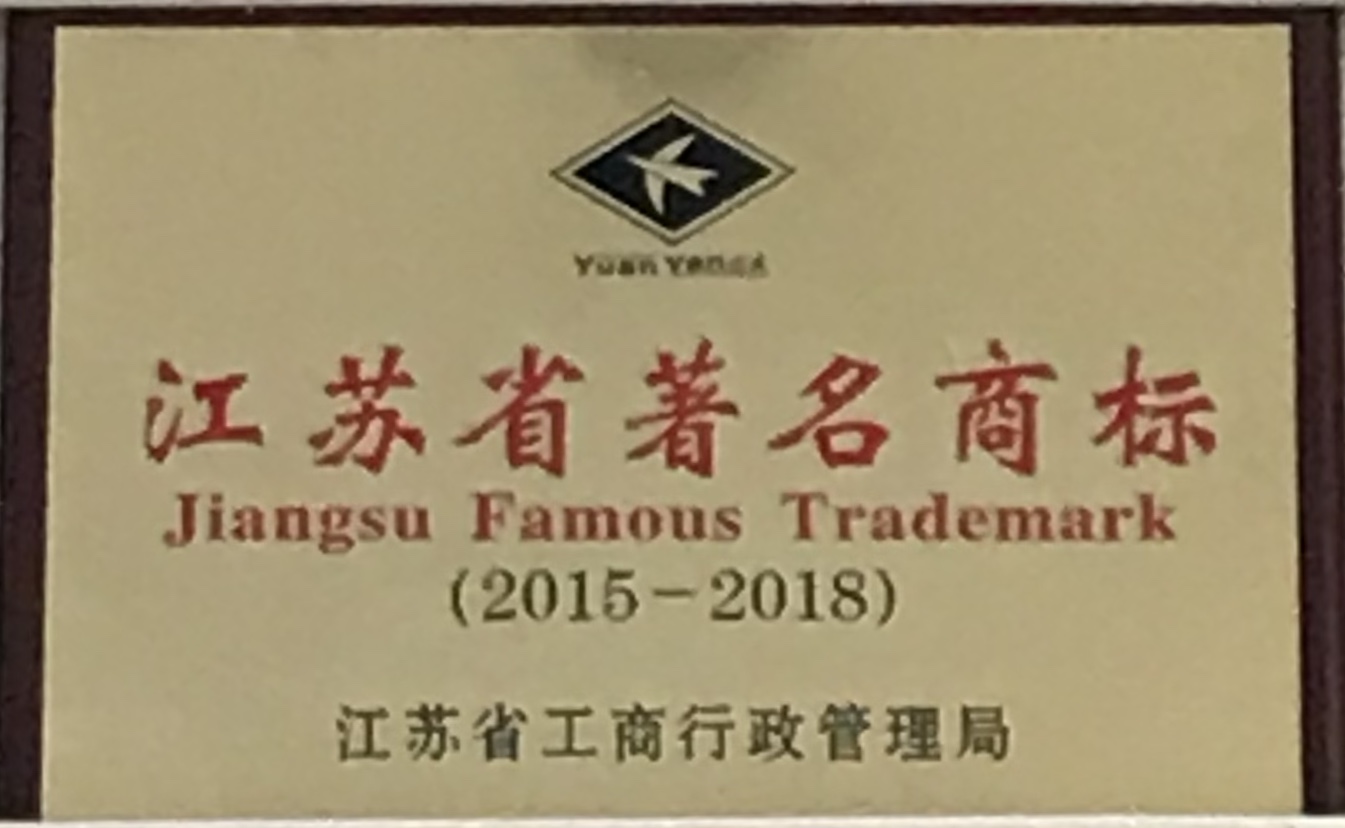 Yuan
江苏省著名商标
Jiangsu Famous Trademark
(2015-2018)
江苏省工商行政管理局